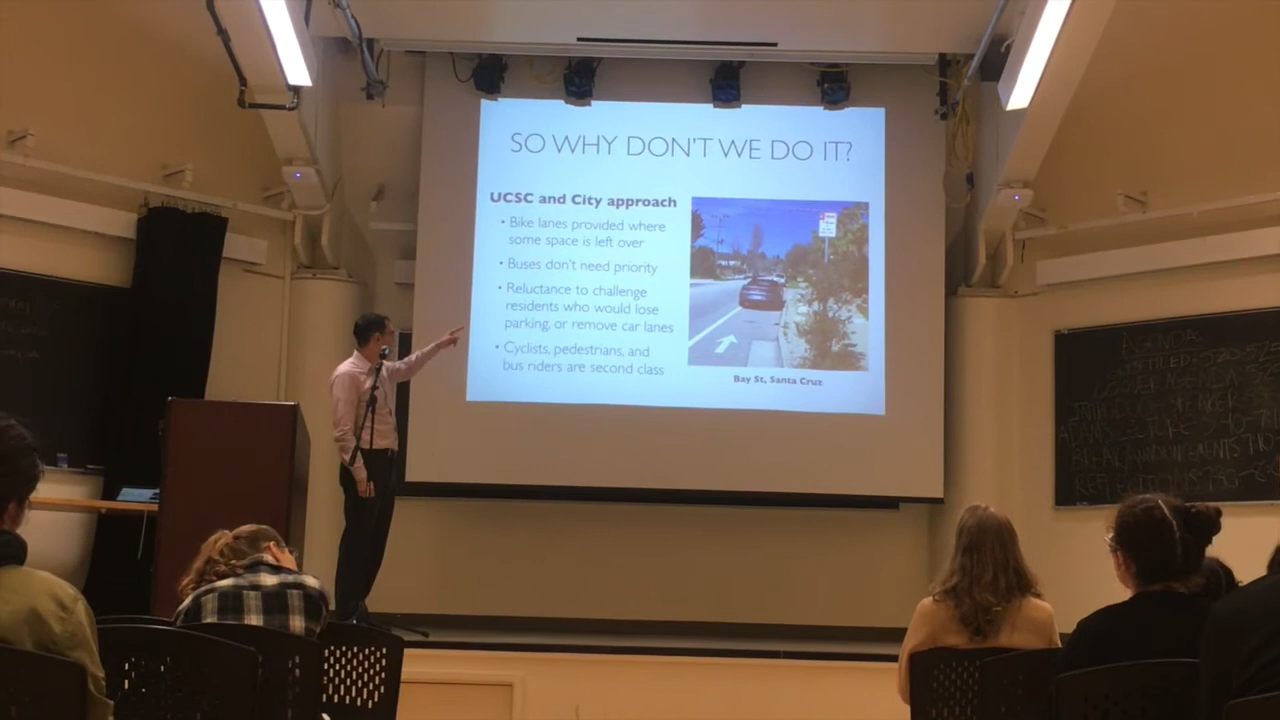 SO WHY DON'T WE DO IT?
UCSC and City approach
• Bike lanes provided where
some space is left over
• Buses don't need priority
• Reluctance to challenge
residents who would lose
parking, or remove car lanes
• Cyclists, pedestrians, and
bus riders are second class
Bay St, Santa Cruz
AGENDA